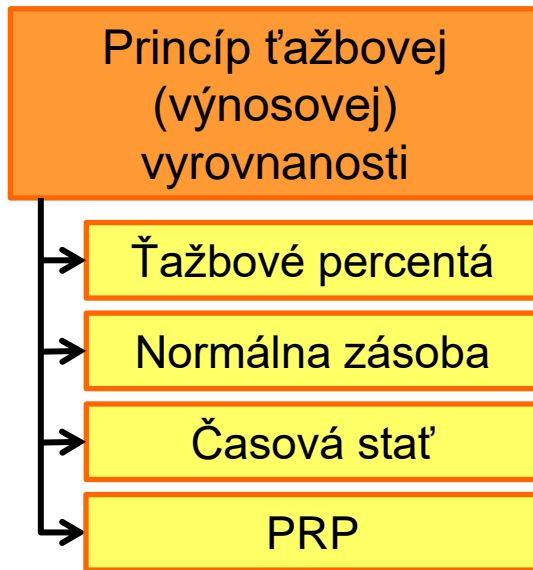 Princíp ťažbovej
(výnosovej)
vyrovnanosti
Ťažbové percentá
Normálna zásoba
Časová stať
PRP